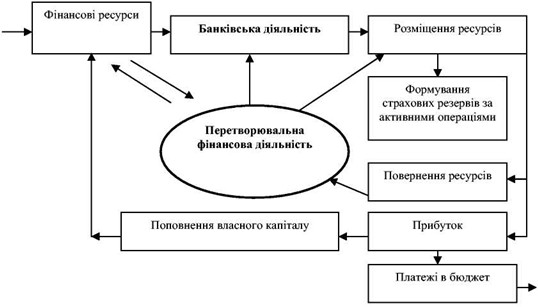 Фінансові ресурси
Банківська діяльність
Розміщення ресурсів
Формування
страхових резервів за
активними операціями
Перетворювальна
фінансова діяльність
Повернення ресурсів
Поповнення власного капіталу
Прибуток
Платежі в бюджет